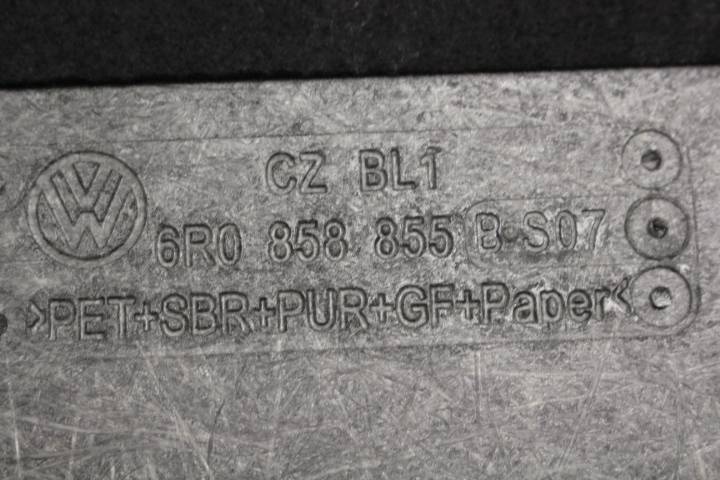 CZ BL1
6R0 858 855 B S07
>PET+SBR+PUR+GF+Paper<